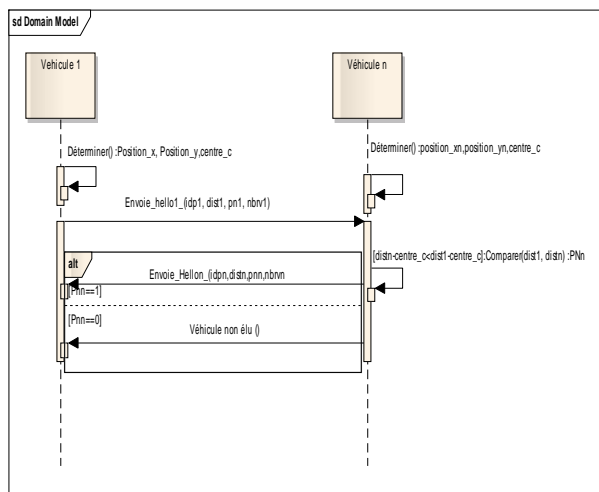 sd Domain Model
Vehicule 1
Véhicule n
Déterminer() :Position_x, Position_y,centre_c
Déterminer() :position_xn,position_yn,centre_c
Envoie_hello1_(idp1, dist1, pn1, nbrv1)
[distn-centre_c<dist1-centre_c]:Comparer(dist1, distn) :PNn
alt
Envoie_Hellon_(idpn,distn,pnn,nbrvn
[Pnn==1]
[Pnn==0]
Véhicule non élu ()